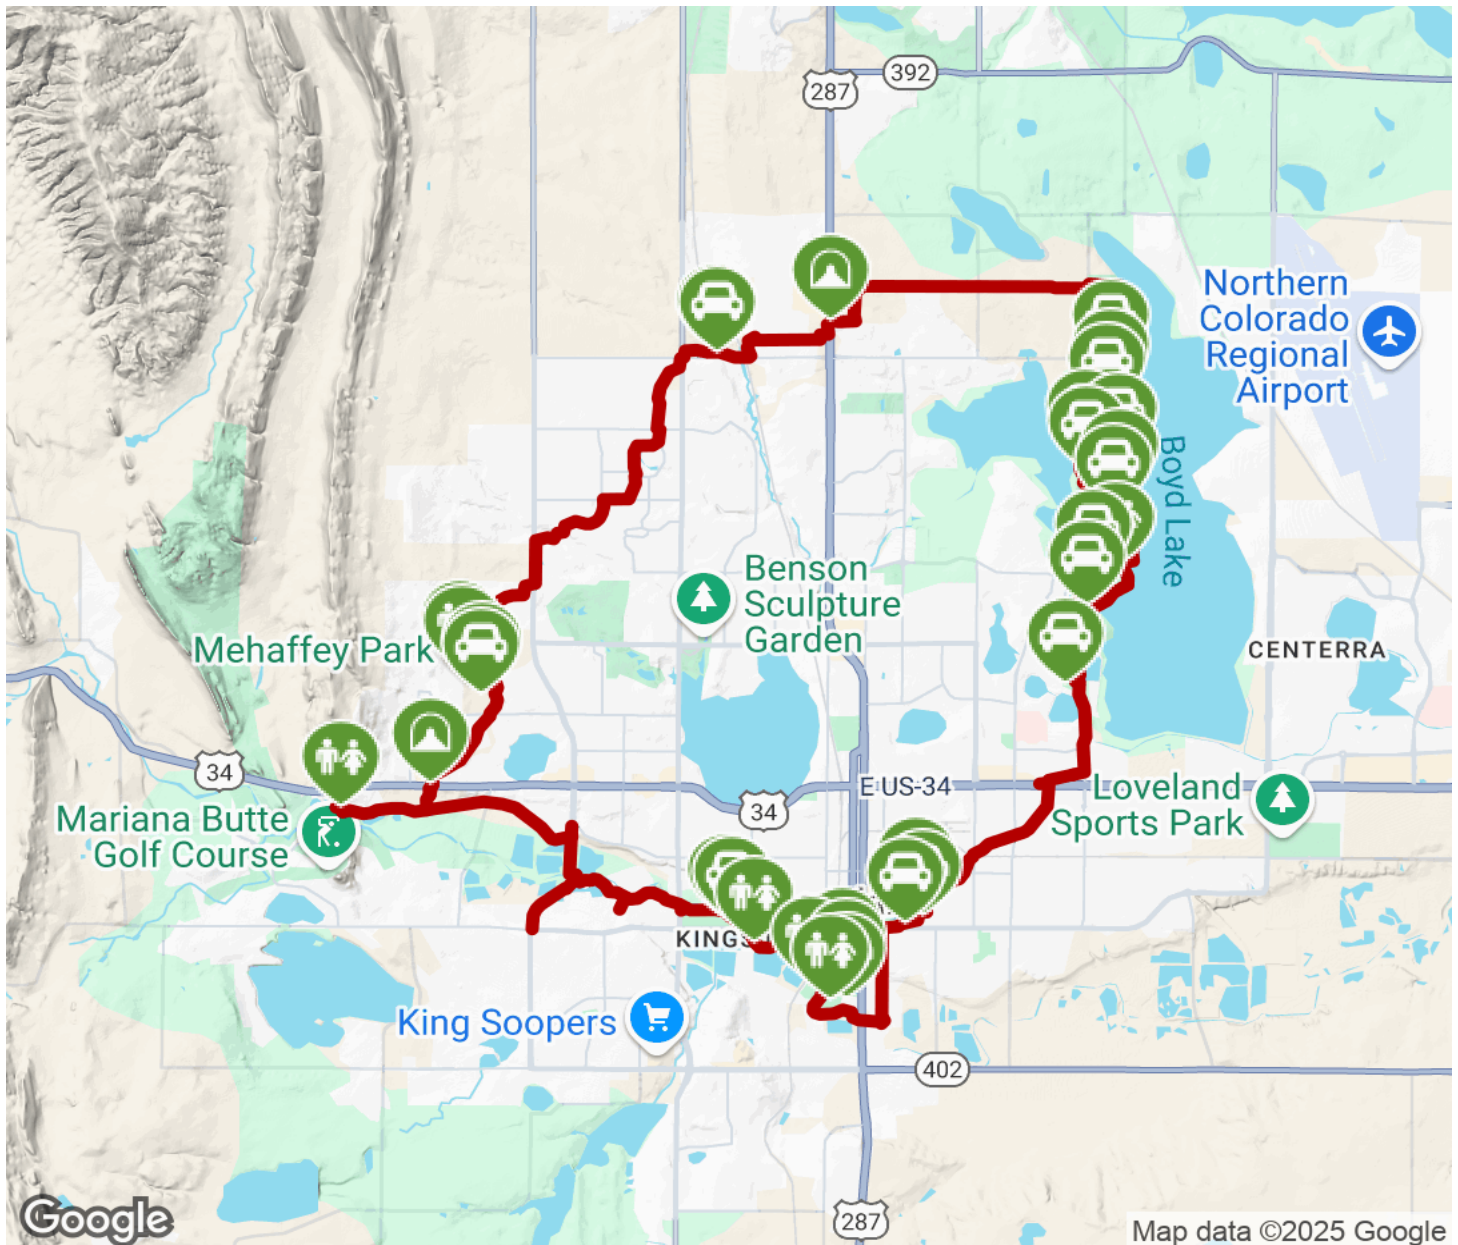 392
287
Northern
Colorado
Regional
Airport
Boyd Lake
Benson
Sculpture
Garden
Mehaffey Park
CENTERRA
34
E US-34
Loveland
Sports Park
34
Mariana Butte
Golf Course
KINGS
King Soopers
402
287
Google
Map data ©2025 Google